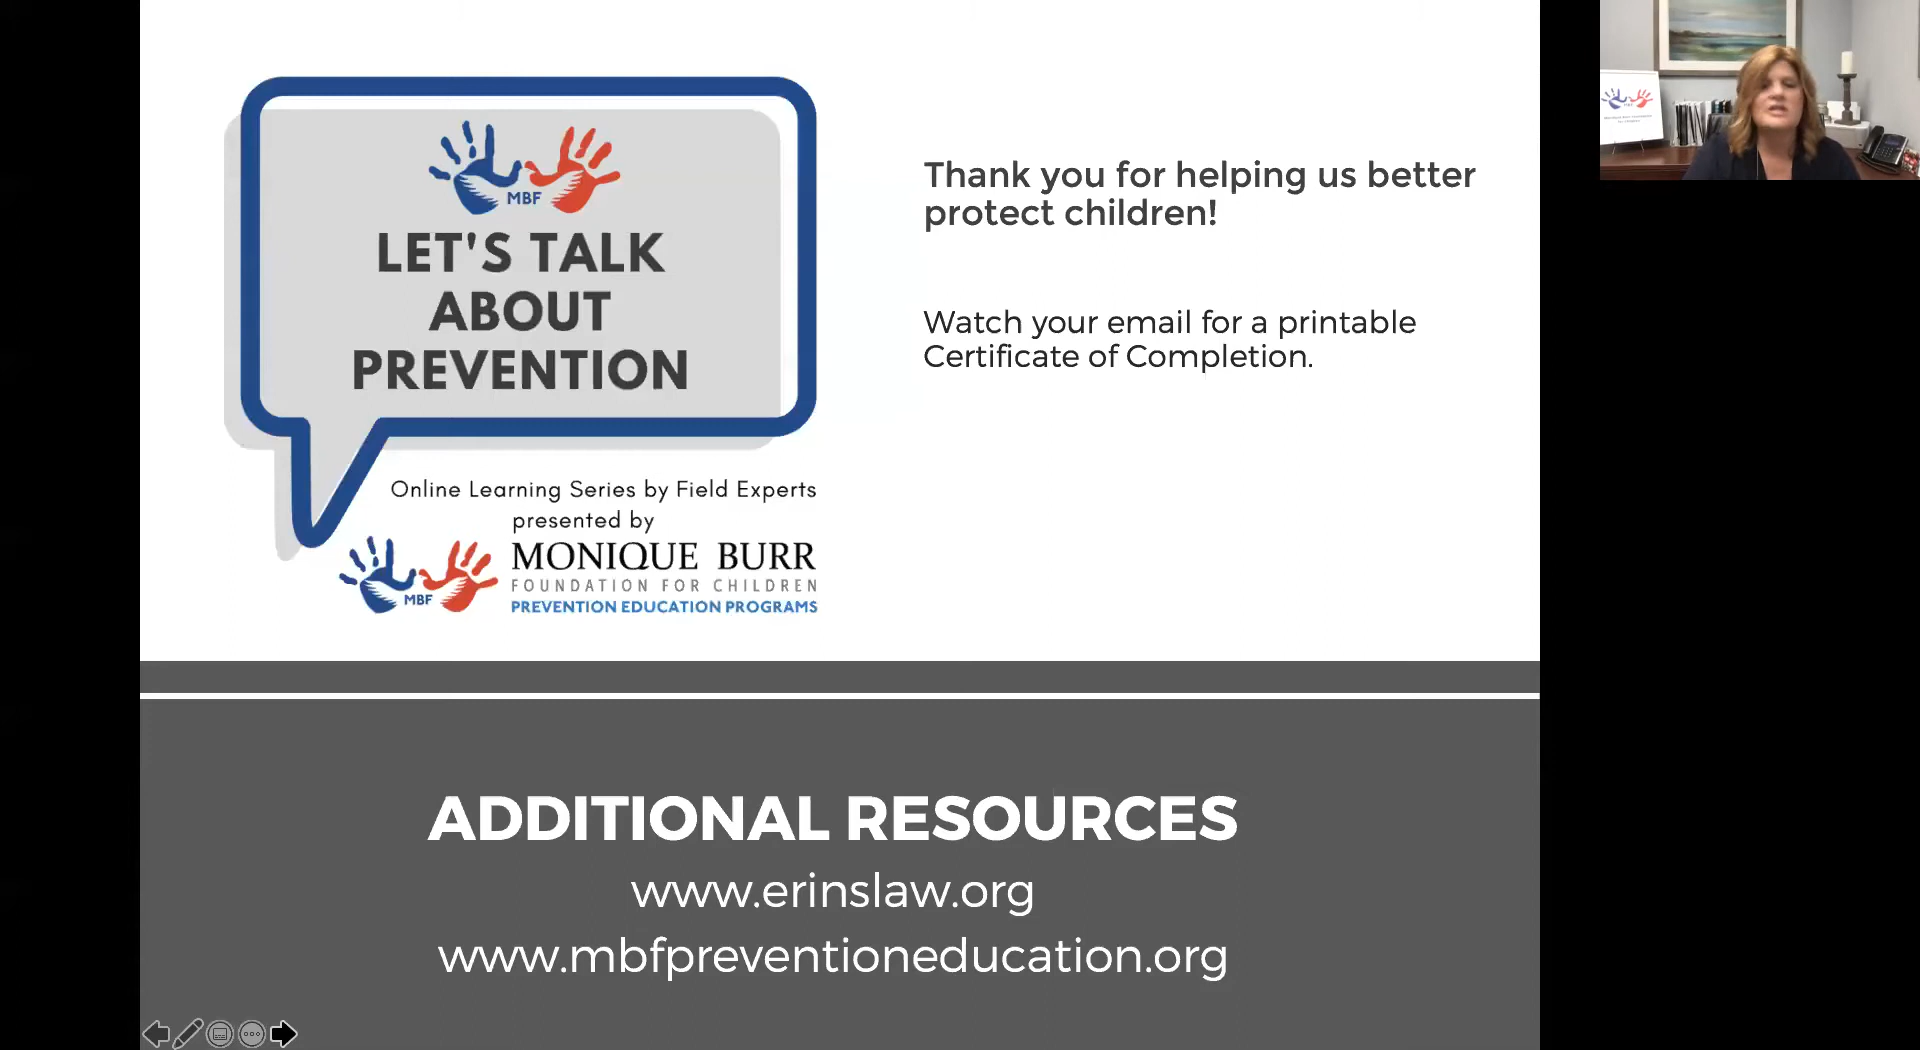 MBF
LET'S TALK
ABOUT
PREVENTION
Online Learning Series by Field Experts
presented by
MBF
MONIQUE BURR
FOUNDATION FOR CHILDREN
PREVENTION EDUCATION PROGRAMS
Thank you for helping us better
protect children!
Watch your email for a printable
Certificate of Completion.
ADDITIONAL RESOURCES
www.erinslaw.org
www.mbfpreventioneducation.org
MBF